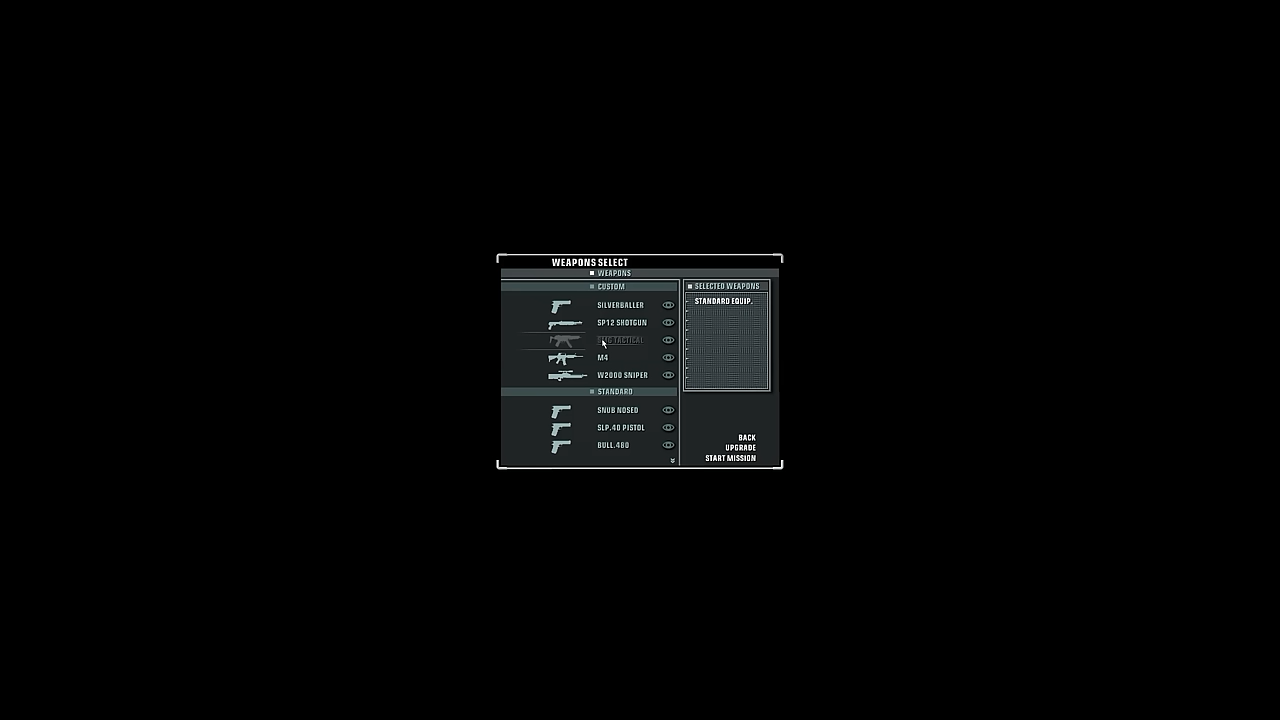 WEAPONS SELECT
WEAPONS
CUSTOM
SILVERBALLER
SP12 SHOTGUN
TACTICAL
M4
W2000 SNIPER
STANDARD
SNUB NOSED
SLP.40 PISTOL
BULL.480
SELECTED WEAPONS
STANDARD EQUIP.
BACK
UPGRADE
START MISSION